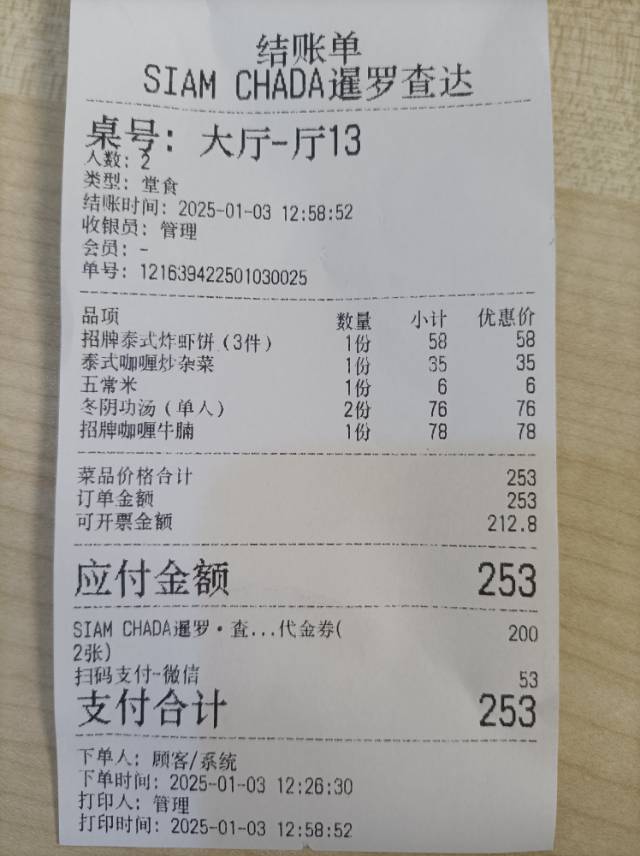 结账单
SIAM CHADA暹罗查达
桌号: 大厅-厅13
人数: 2
类型: 堂食
结账时间: 2025-01-03 12:58:52
收银员: 管理
会员: -
单号: 121639422501030025
品项 数量 小计 优惠价
招牌泰式炸虾饼(3件) 1份 58 58
泰式咖喱炒杂菜 1份 35 35
五常米 1份 6 6
冬阴功汤(单人) 2份 76 76
招牌咖喱牛腩 1份 78 78
菜品价格合计 253
订单金额 253
可开票金额 212.8
应付金额 253
SIAM CHADA暹罗·查...代金券( 200
2张)
扫码支付-微信 53
支付合计 253
下单人: 顾客/系统
下单时间: 2025-01-03 12:26:30
打印人: 管理
打印时间: 2025-01-03 12:58:52